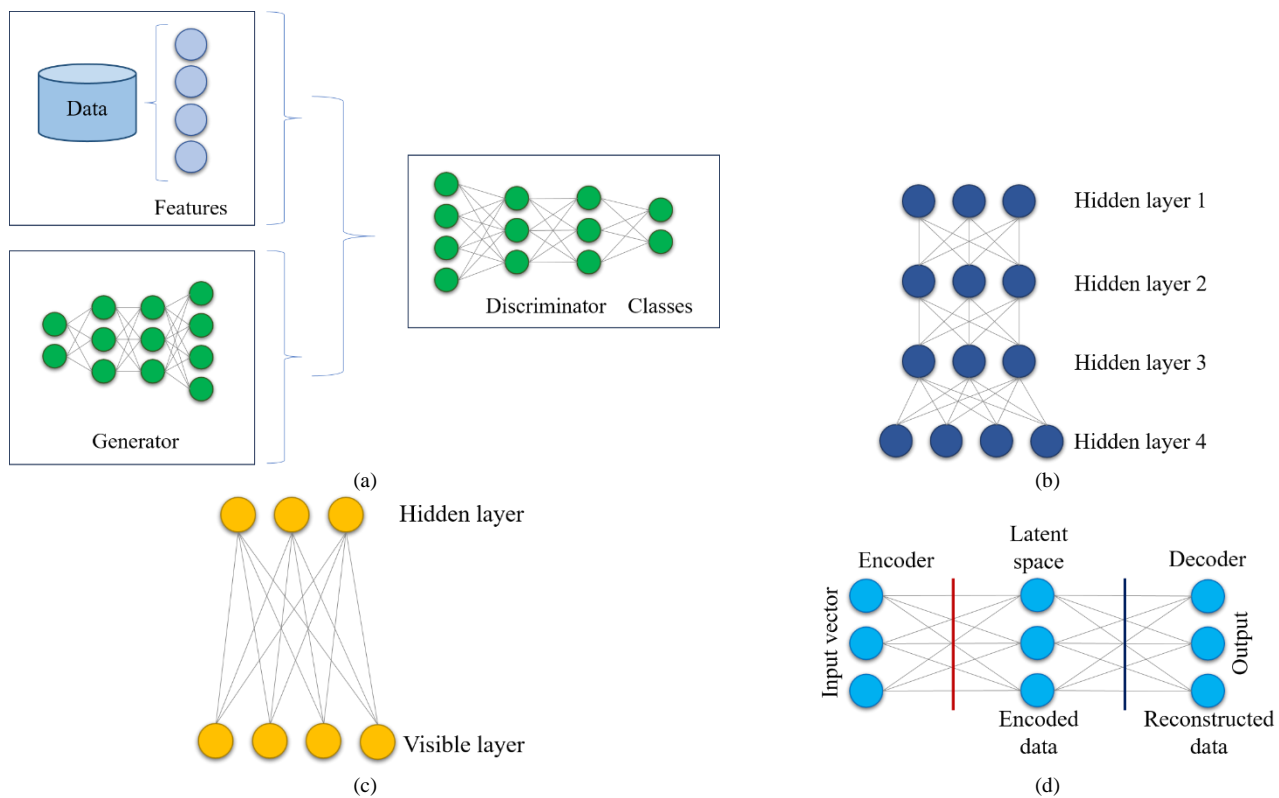 Data
Features
Generator
Discriminator
Classes
(a)
Hidden layer 1
Hidden layer 2
Hidden layer 3
Hidden layer 4
(b)
Hidden layer
Visible layer
(c)
Encoder
Latent
space
Decoder
Input vector
Output
Encoded
data
Reconstructed
data
(d)